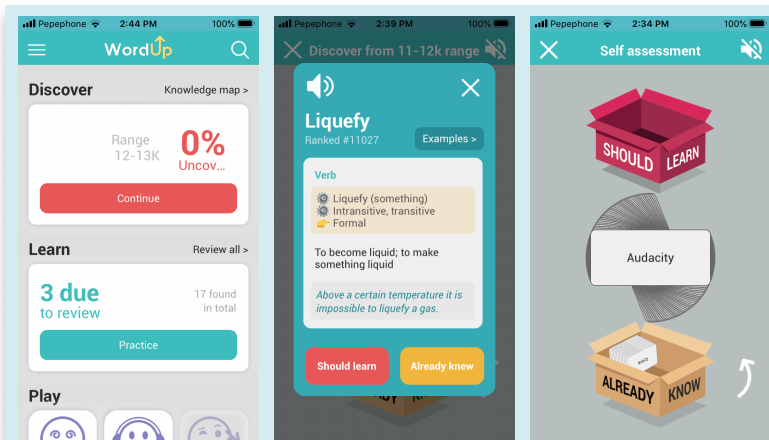 Pepephone 2:44 PM 100%
WordUp
Discover Knowledge map >
Range
12-13K
0%
Uncov...
Continue
Learn Review all >
3 due
to review
17 found
in total
Practice
Play
Pepephone 2:39 PM 100%
Discover from 11-12k range
Liquefy
Ranked #11027
Examples >
Verb
Liquefy (something)
Intransitive, transitive
Formal
To become liquid; to make
something liquid
Above a certain temperature it is
impossible to liquefy a gas.
Should learn Already knew
Pepephone 2:34 PM 100%
Self assessment
SHOULD LEARN
Audacity
ALREADY KNOW